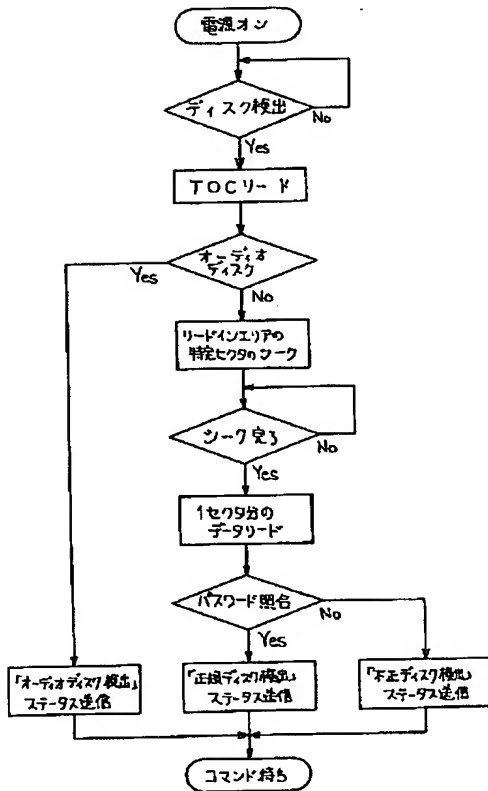 電源オン
ディスク検出
No
Yes
TOCリード
オーディオ
ディスク
Yes
No
リードインエリアの
特定セクタのシーク
シーク完了
No
Yes
1セクタ分の
データリード
パスワード照合
No
Yes
「オーディオディスク検出」
ステータス送信
「正規ディスク検出」
ステータス送信
「不正ディスク検出」
ステータス送信
コマンド待ち